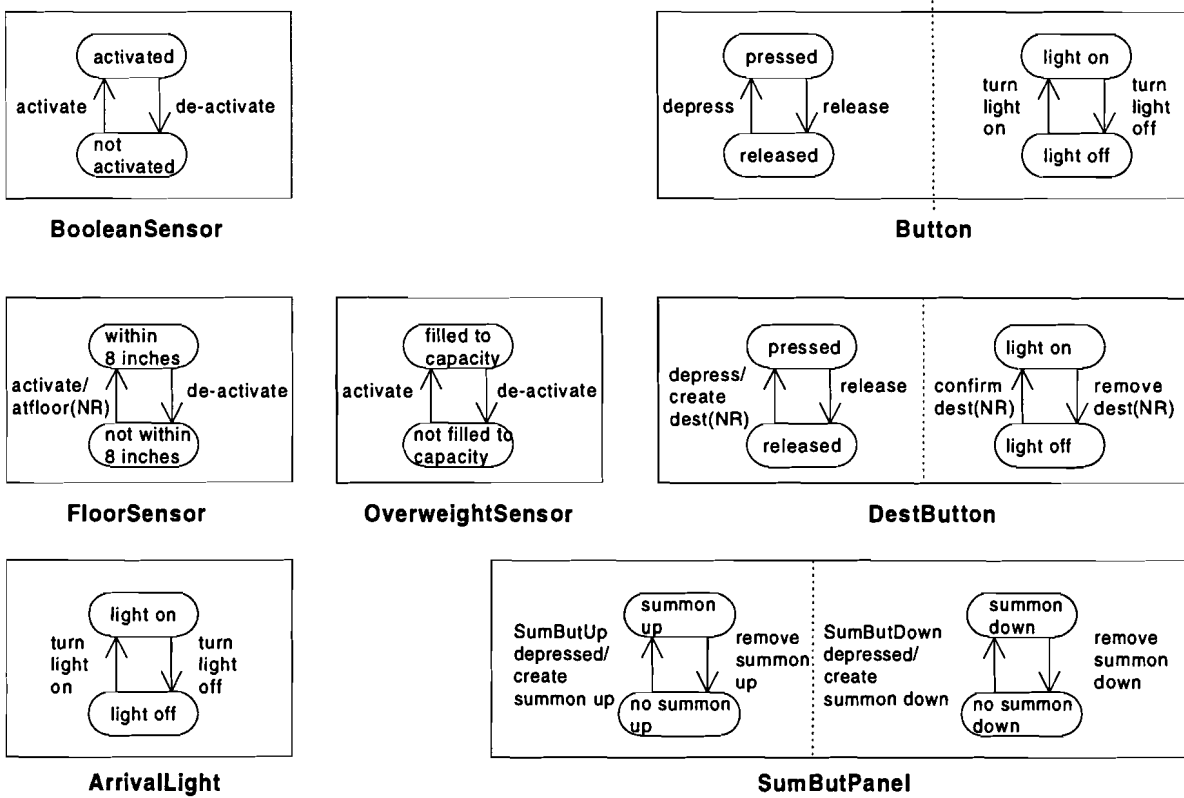 activated
activate
de-activate
not
activated
BooleanSensor
pressed
depress
release
released
light on
turn
light
on
turn
light
off
light off
Button
within
8 inches
activate/
atfloor(NR)
de-activate
not within
8 inches
FloorSensor
filled to
capacity
activate
de-activate
not filled to
capacity
OverweightSensor
pressed
depress/
create
dest(NR)
release
released
light on
confirm
dest(NR)
remove
dest(NR)
light off
DestButton
light on
turn
light
on
turn
light
off
light off
ArrivalLight
summon
up
SumButUp
depressed/
create
summon up
remove
summon
up
no summon
up
summon
down
SumButDown
depressed/
create
summon down
remove
summon
down
no summon
down
SumButPanel